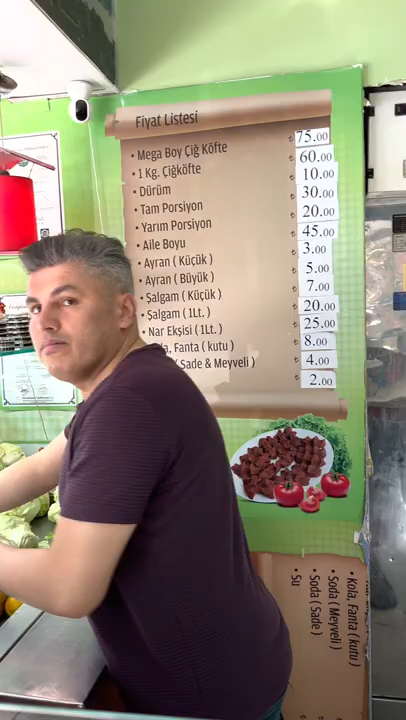 Fiyat Listesi
• Mega Boy Çiğ Köfte ₺ 75.00
• 1 Kg. Çiğköfte ₺ 60.00
• Dürüm ₺ 10.00
• Tam Porsiyon ₺ 30.00
• Yarım Porsiyon ₺ 20.00
• Aile Boyu ₺ 45.00
• Ayran ( Küçük ) ₺ 3.00
• Ayran ( Büyük ) ₺ 5.00
• Şalgam ( Küçük ) ₺ 7.00
• Şalgam ( 1Lt. ) ₺ 20.00
• Nar Ekşisi ( 1Lt. ) ₺ 25.00
la, Fanta ( kutu ) ₺ 8.00
( Sade & Meyveli ) ₺ 4.00
₺ 2.00
• Kola, Fanta ( kutu )
• Soda ( Meyveli )
• Soda ( Sade )
• Su